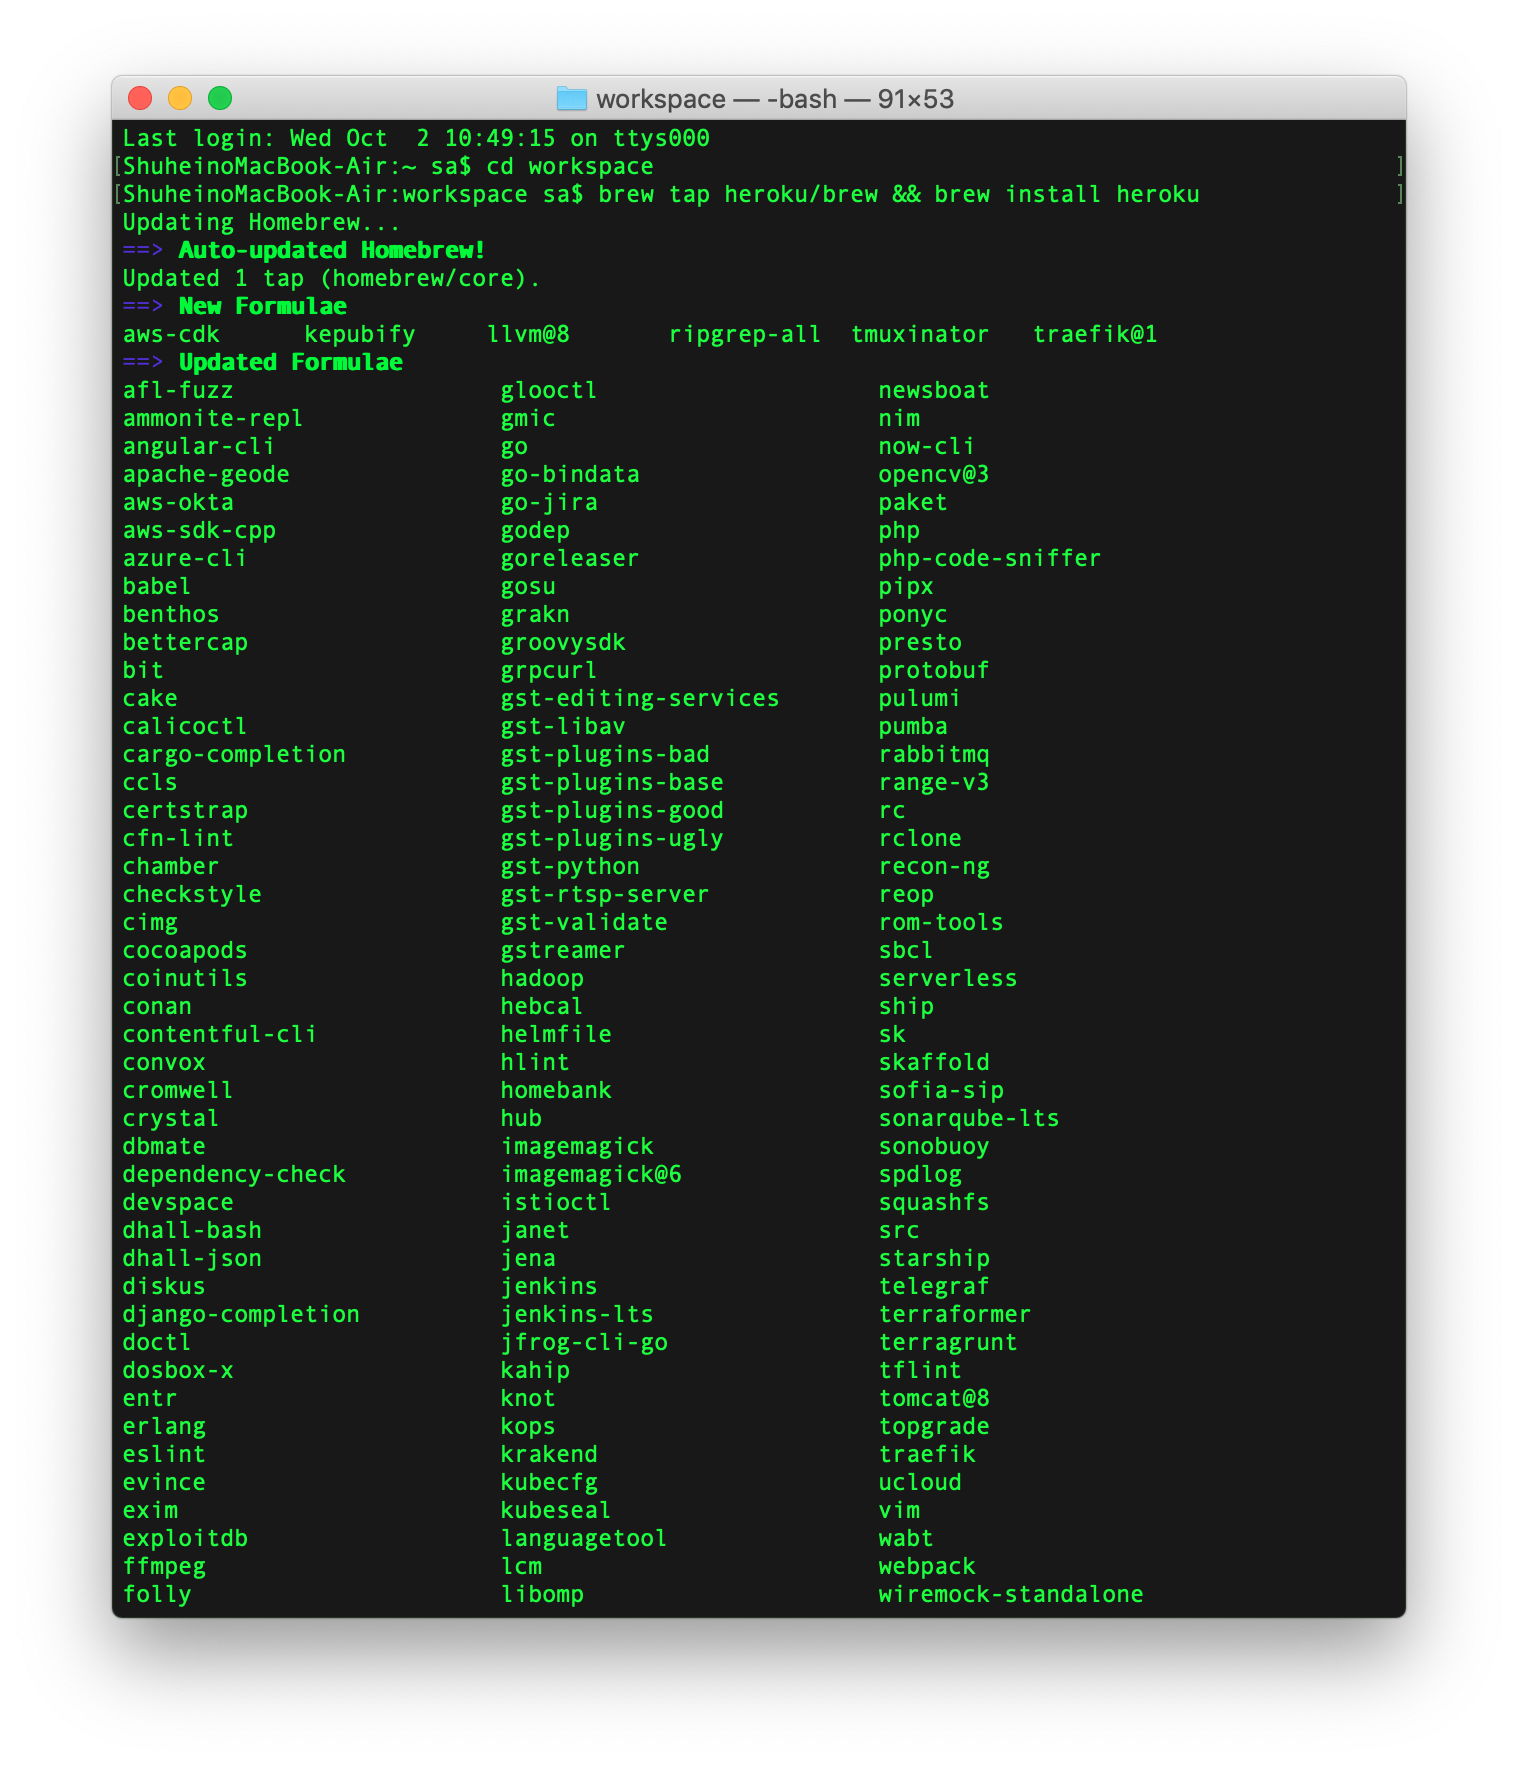 workspace — -bash — 91×53
Last login: Wed Oct  2 10:49:15 on ttys000
[ShuheinoMacBook-Air:~ sa$ cd workspace ]
[ShuheinoMacBook-Air:workspace sa$ brew tap heroku/brew && brew install heroku ]
Updating Homebrew...
==> Auto-updated Homebrew!
Updated 1 tap (homebrew/core).
==> New Formulae
aws-cdk      kepubify     llvm@8       ripgrep-all  tmuxinator   traefik@1
==> Updated Formulae
afl-fuzz                   glooctl                    newsboat
ammonite-repl              gmic                       nim
angular-cli                go                         now-cli
apache-geode               go-bindata                 opencv@3
aws-okta                   go-jira                    paket
aws-sdk-cpp                godep                      php
azure-cli                  goreleaser                 php-code-sniffer
babel                      gosu                       pipx
benthos                    grakn                      ponyc
bettercap                  groovysdk                  presto
bit                        grpcurl                    protobuf
cake                       gst-editing-services       pulumi
calicoctl                  gst-libav                  pumba
cargo-completion           gst-plugins-bad            rabbitmq
ccls                       gst-plugins-base           range-v3
certstrap                  gst-plugins-good           rc
cfn-lint                   gst-plugins-ugly           rclone
chamber                    gst-python                 recon-ng
checkstyle                 gst-rtsp-server            reop
cimg                       gst-validate               rom-tools
cocoapods                  gstreamer                  sbcl
coinutils                  hadoop                     serverless
conan                      hebcal                     ship
contentful-cli             helmfile                   sk
convox                     hlint                      skaffold
cromwell                   homebank                   sofia-sip
crystal                    hub                        sonarqube-lts
dbmate                     imagemagick                sonobuoy
dependency-check           imagemagick@6              spdlog
devspace                   istioctl                   squashfs
dhall-bash                 janet                      src
dhall-json                 jena                       starship
diskus                     jenkins                    telegraf
django-completion          jenkins-lts                terraformer
doctl                      jfrog-cli-go               terragrunt
dosbox-x                   kahip                      tflint
entr                       knot                       tomcat@8
erlang                     kops                       topgrade
eslint                     krakend                    traefik
evince                     kubecfg                    ucloud
exim                       kubeseal                   vim
exploitdb                  languagetool               wabt
ffmpeg                     lcm                        webpack
folly                      libomp                     wiremock-standalone